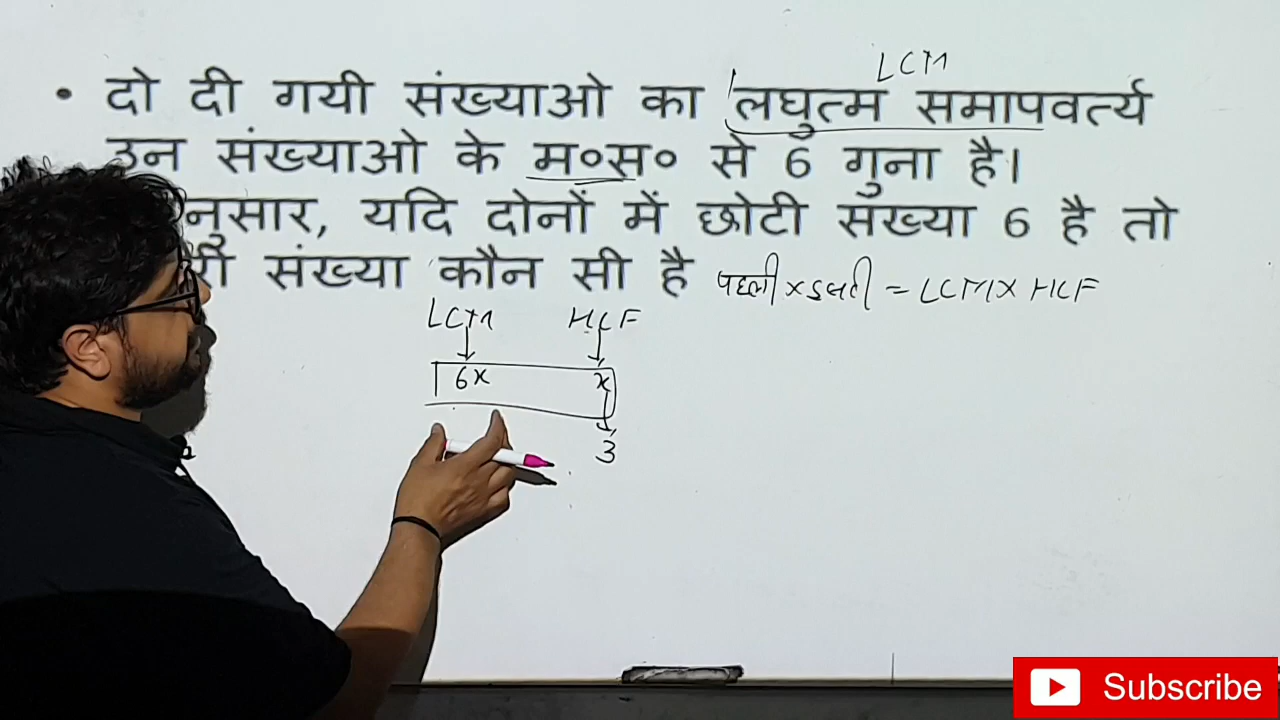 LCM
• दो दी गयी संख्याओ का लघुत्म समापवर्त्य
उन संख्याओ के म०स० से 6 गुना है।
नुसार, यदि दोनों में छोटी संख्या 6 है तो
री संख्या कौन सी है पहली x दूसरी = LCM x HCF
LCM HCF
6x x
3
Subscribe